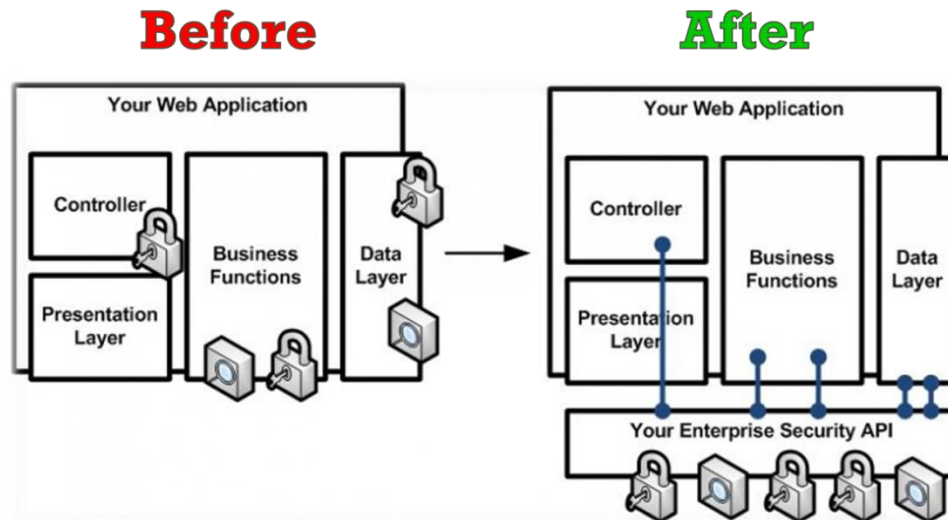 Before
After
Your Web Application
Controller
Presentation
Layer
Business
Functions
Data
Layer
Your Web Application
Controller
Presentation
Layer
Business
Functions
Data
Layer
Your Enterprise Security API